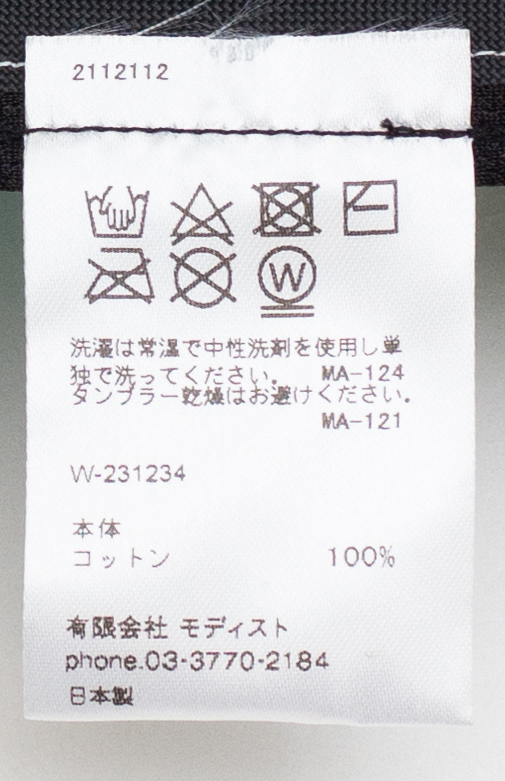 2112112
W
洗濯は常温で中性洗剤を使用し単
独で洗ってください。 MA-124
タンブラー乾燥はお避けください。
MA-121
W-231234
本体
コットン 100%
有限会社 モディスト
phone.03-3770-2184
日本製